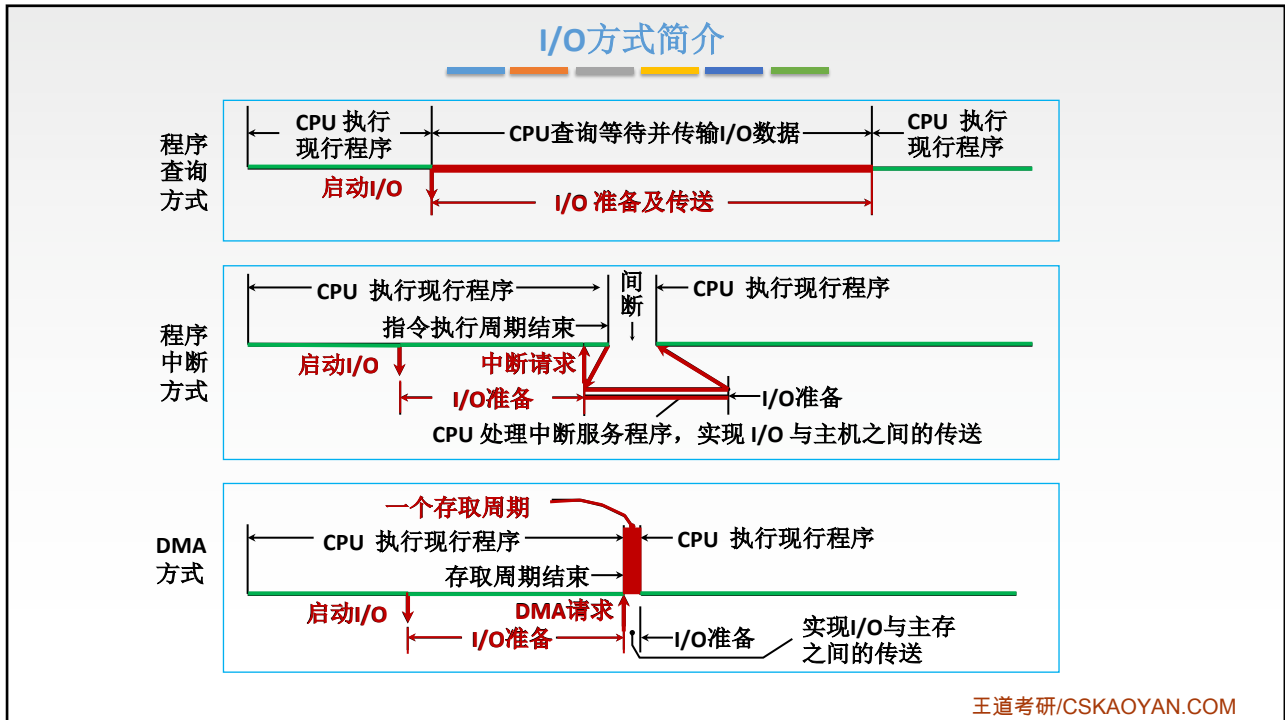 I/O方式简介
程序
查询
方式
CPU 执行
现行程序
CPU查询等待并传输I/O数据
CPU 执行
现行程序
启动I/O
I/O 准备及传送
程序
中断
方式
CPU 执行现行程序
间
断
CPU 执行现行程序
指令执行周期结束
启动I/O
中断请求
I/O准备
I/O准备
CPU 处理中断服务程序，实现 I/O 与主机之间的传送
DMA
方式
一个存取周期
CPU 执行现行程序
CPU 执行现行程序
存取周期结束
启动I/O
DMA请求
I/O准备
I/O准备
实现I/O与主存
之间的传送
王道考研/CSKAOYAN.COM